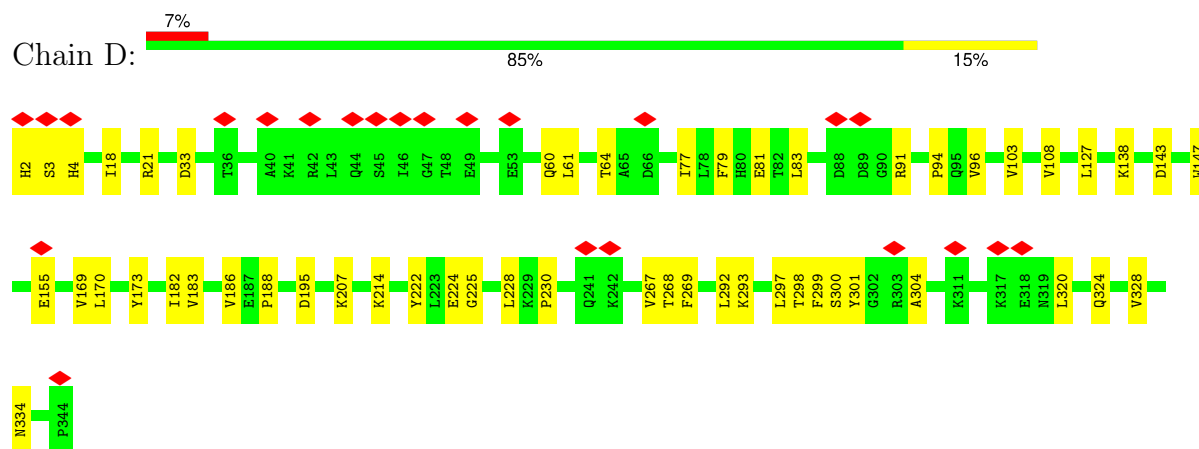 7%
Chain D:
85% 15%
H2 S3 H4 I18 R21 D33 T36 A40 K41 R42 L43 Q44 S45 I46 G47 T48 E49 E53 Q60 L61 T64 A65 D66 I77 L78 F79 H80 E81 T82 L83 D88 D89 G90 R91 P94 Q95 V96 V103 V108 L127 K138 D143
E155 V169 L170 Y173 I182 V183 V186 E187 P188 D195 K207 K214 Y222 L223 E224 G225 L228 K229 P230 Q241 K242 V267 T268 F269 L292 K293 L297 T298 F299 S300 Y301 G302 R303 A304 K311 K317 E318 N319 L320 Q324 V328
N334 P344